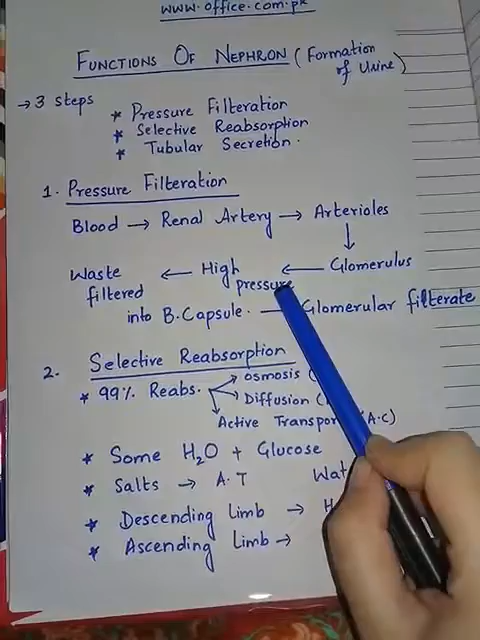 www.office.com.pk
FUNCTIONS OF NEPHRON (Formation of Urine)
→ 3 steps
* Pressure Filteration
* Selective Reabsorption
* Tubular Secretion.
1. Pressure Filteration
Blood → Renal Artery → Arterioles
↓
Waste filtered ← High pressure ← Glomerulus
into B.Capsule. — Glomerular filterate
2. Selective Reabsorption
* 99% Reabs. → osmosis (
→ Diffusion (
→ Active Transpor (A.C)
* Some H₂O + Glucose
* Salts → A.T Wat
* Descending limb → H
* Ascending limb →